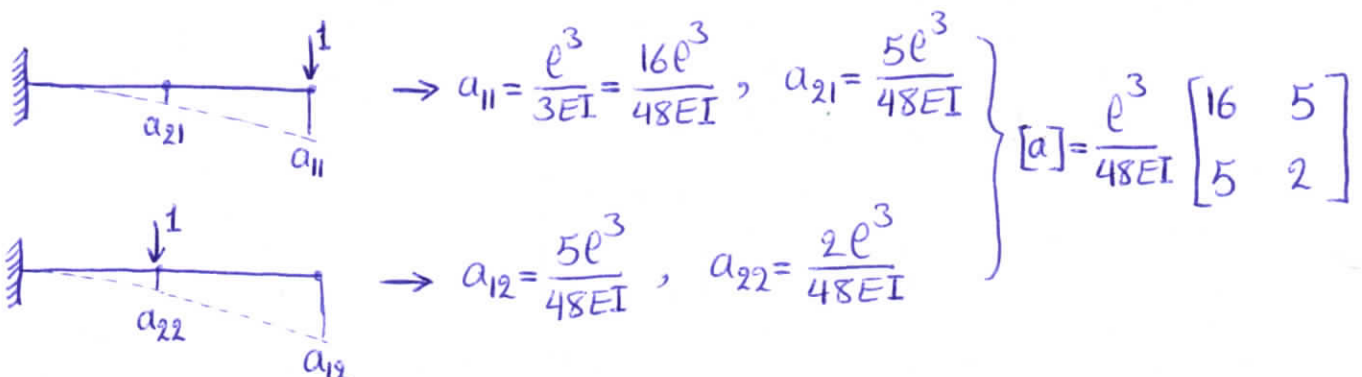 1
→ a₁₁ = ℓ³/3EI = 16ℓ³/48EI , a₂₁ = 5ℓ³/48EI
a₂₁
a₁₁
[a] = ℓ³/48EI [16 5
5 2]
1
→ a₁₂ = 5ℓ³/48EI , a₂₂ = 2ℓ³/48EI
a₂₂
a₁₂